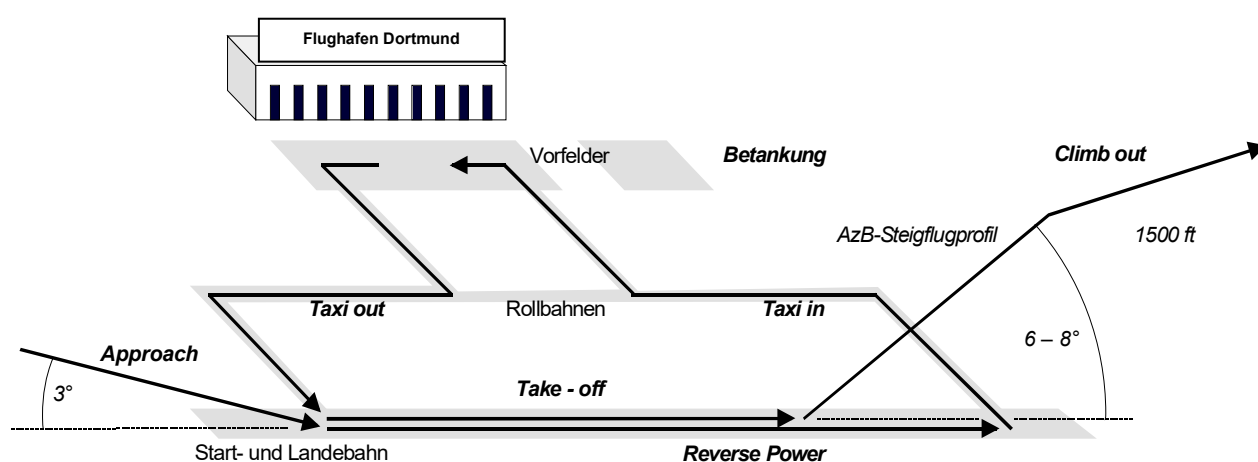 Flughafen Dortmund
Vorfelder
Betankung
Climb out
AzB-Steigflugprofil
1500 ft
Taxi out
Rollbahnen
Taxi in
6 – 8°
Approach
3°
Take - off
Start- und Landebahn
Reverse Power